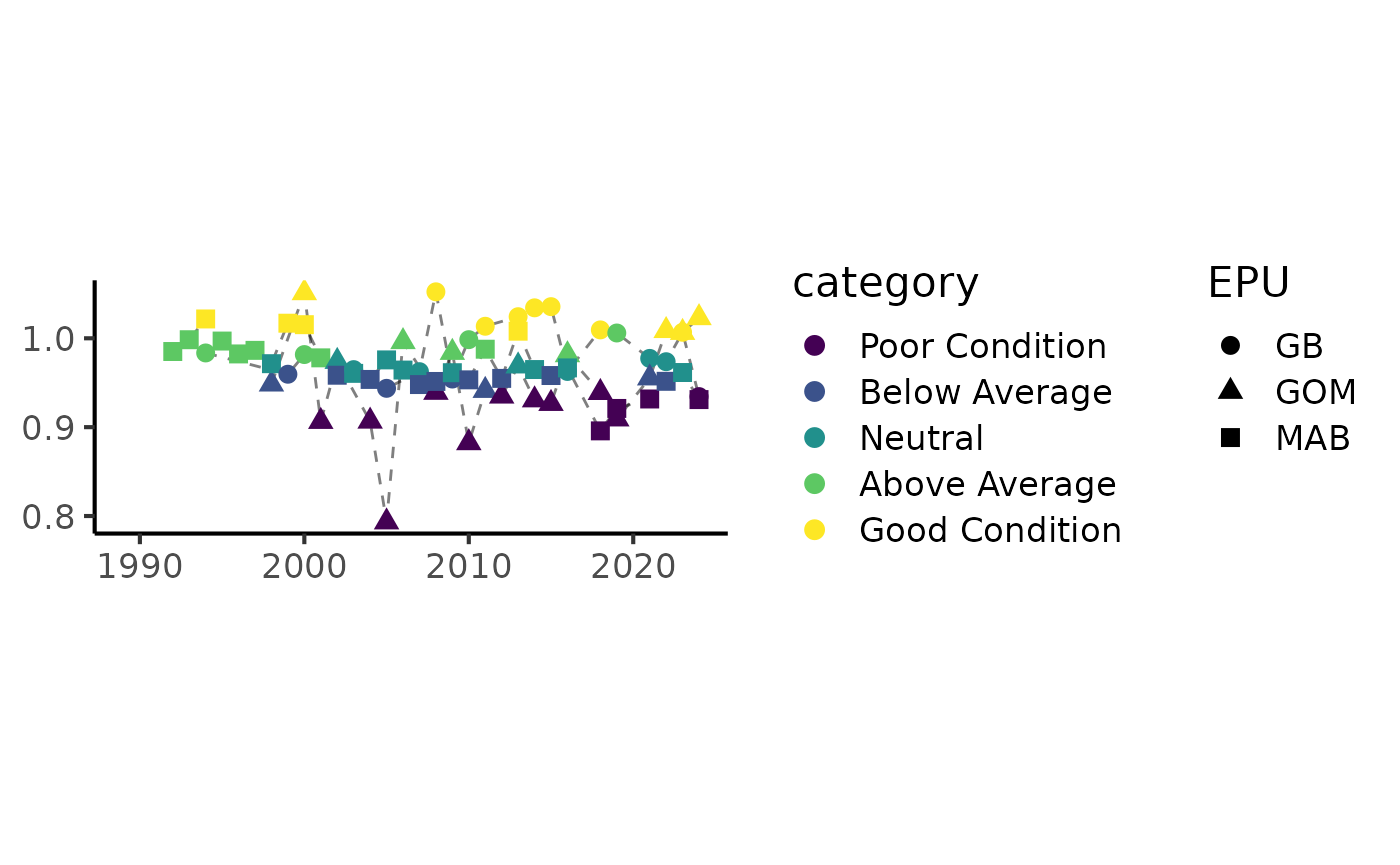 1.0
0.9
0.8
1990 2000 2010 2020
category
Poor Condition
Below Average
Neutral
Above Average
Good Condition
EPU
GB
GOM
MAB